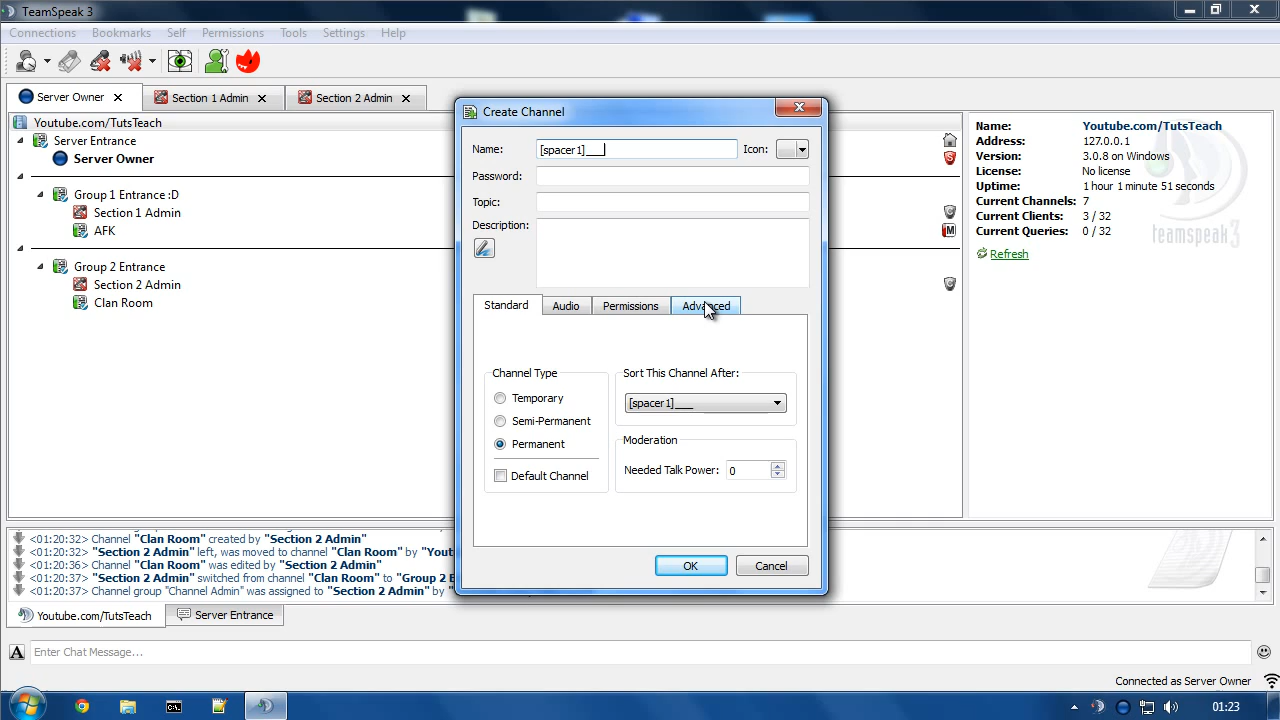 TeamSpeak 3
Connections Bookmarks Self Permissions Tools Settings Help
Server Owner Section 1 Admin Section 2 Admin
Youtube.com/TutsTeach
Server Entrance
Server Owner
Group 1 Entrance :D
Section 1 Admin
AFK
Group 2 Entrance
Section 2 Admin
Clan Room
Create Channel
Name: [spacer1]___ Icon:
Password:
Topic:
Description:
Standard Audio Permissions Advanced
Channel Type
Temporary
Semi-Permanent
Permanent
Default Channel
Sort This Channel After:
[spacer1]___
Moderation
Needed Talk Power: 0
OK Cancel
Name: Youtube.com/TutsTeach
Address: 127.0.0.1
Version: 3.0.8 on Windows
License: No license
Uptime: 1 hour 1 minute 51 seconds
Current Channels: 7
Current Clients: 3 / 32
Current Queries: 0 / 32
Refresh
teamspeak 3
<01:20:32> Channel "Clan Room" created by "Section 2 Admin"
<01:20:32> "Section 2 Admin" left, was moved to channel "Clan Room" by "Yout
<01:20:36> Channel "Clan Room" was edited by "Section 2 Admin"
<01:20:37> "Section 2 Admin" switched from channel "Clan Room" to "Group 2 E
<01:20:37> Channel group "Channel Admin" was assigned to "Section 2 Admin" by "
Youtube.com/TutsTeach Server Entrance
Enter Chat Message...
Connected as Server Owner
01:23